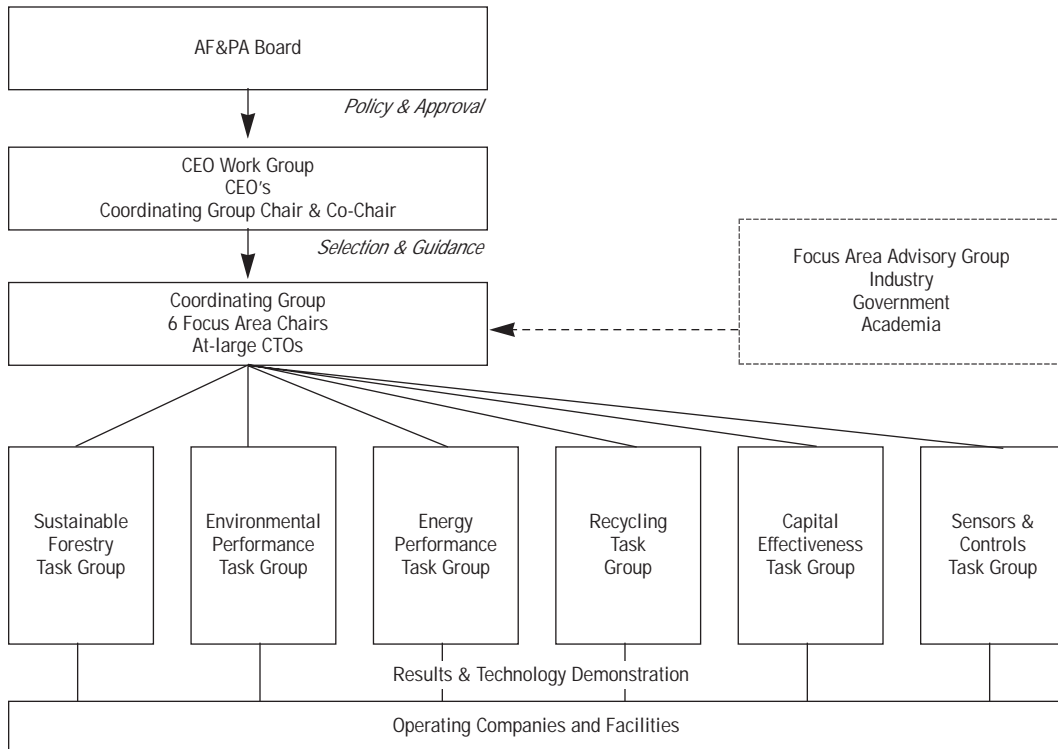 AF&PA Board
Policy & Approval
CEO Work Group
CEO's
Coordinating Group Chair & Co-Chair
Selection & Guidance
Focus Area Advisory Group
Industry
Government
Academia
Coordinating Group
6 Focus Area Chairs
At-large CTOs
Sustainable
Forestry
Task Group
Environmental
Performance
Task Group
Energy
Performance
Task Group
Recycling
Task
Group
Capital
Effectiveness
Task Group
Sensors &
Controls
Task Group
Results & Technology Demonstration
Operating Companies and Facilities